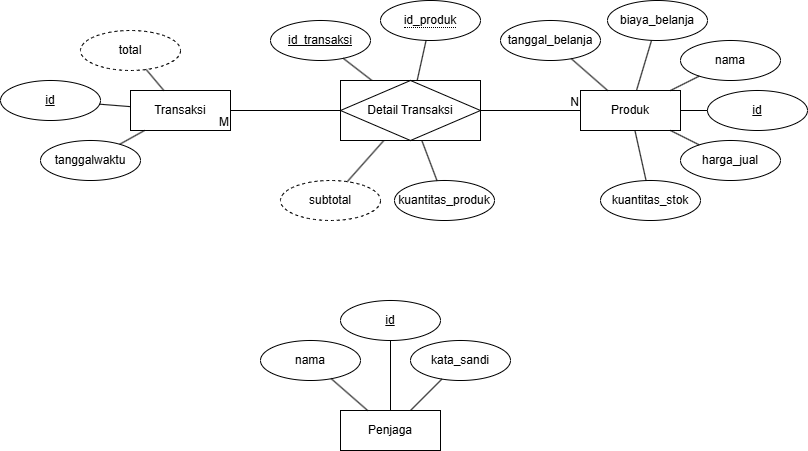 id_produk
biaya_belanja
total
id_transaksi
tanggal_belanja
nama
id
Transaksi
M
Detail Transaksi
N
Produk
id
tanggalwaktu
harga_jual
subtotal
kuantitas_produk
kuantitas_stok
id
nama
kata_sandi
Penjaga